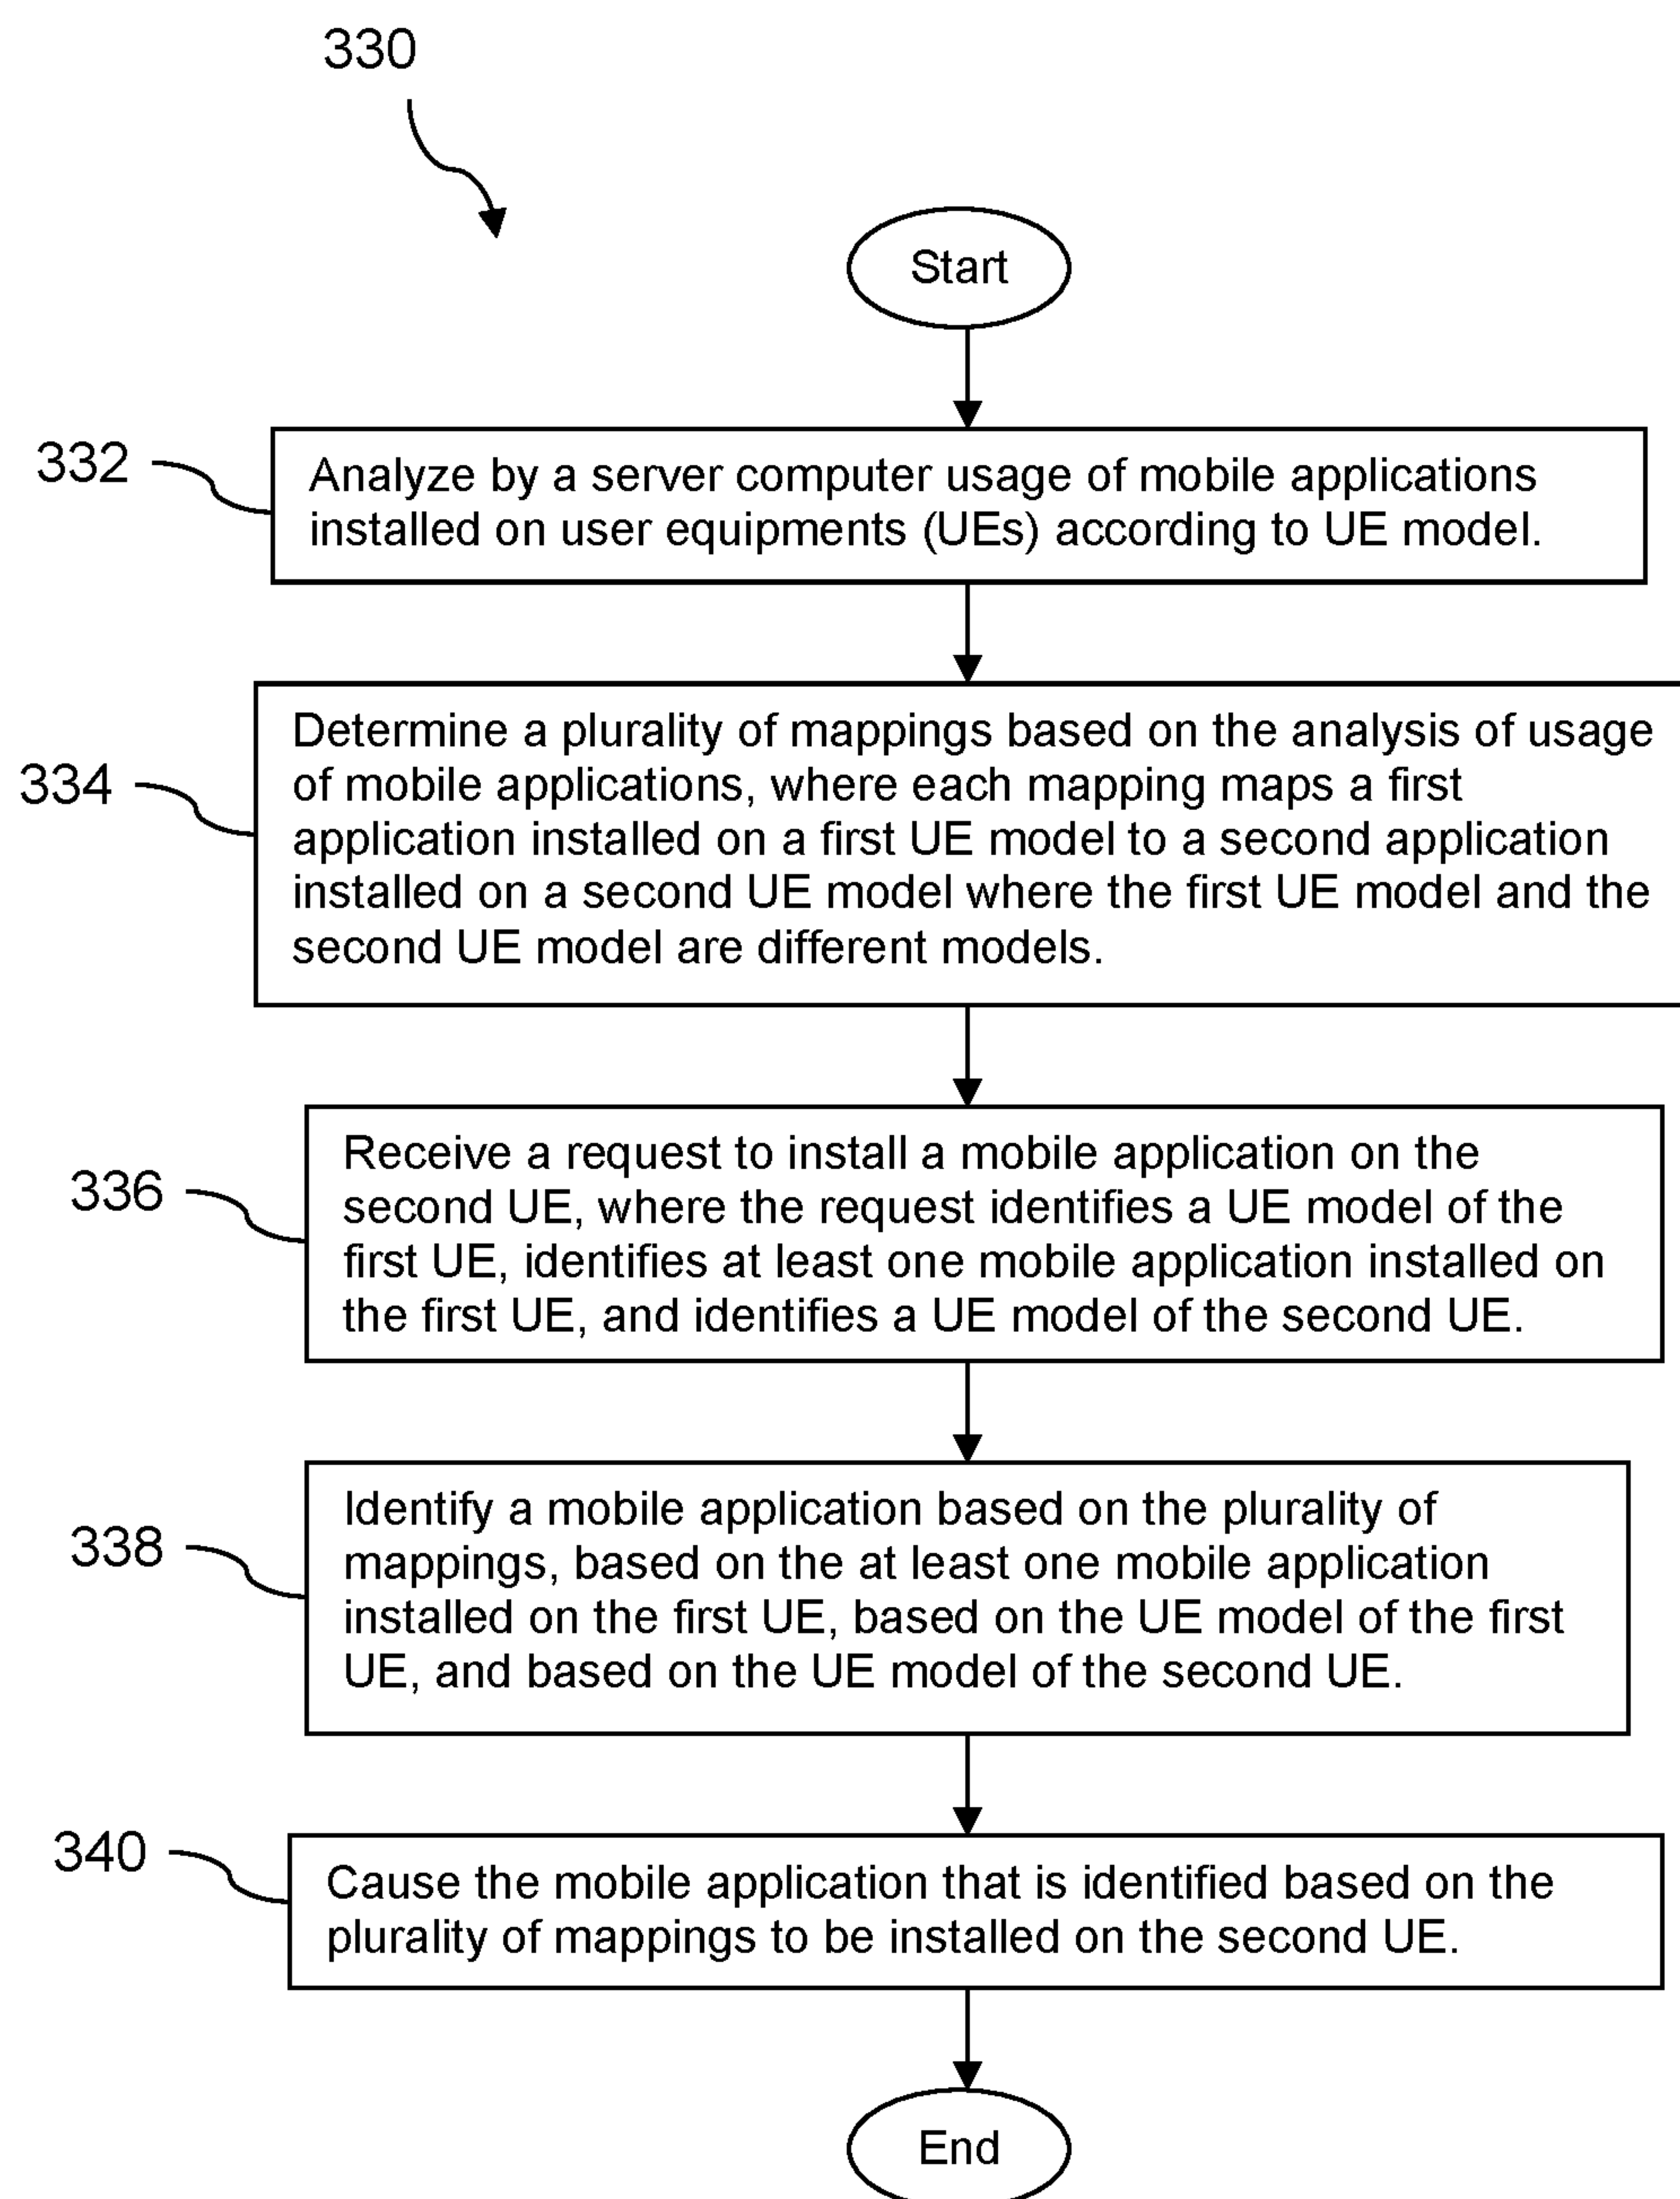 330
Start
332
Analyze by a server computer usage of mobile applications
installed on user equipments (UEs) according to UE model.
334
Determine a plurality of mappings based on the analysis of usage
of mobile applications, where each mapping maps a first
application installed on a first UE model to a second application
installed on a second UE model where the first UE model and the
second UE model are different models.
336
Receive a request to install a mobile application on the
second UE, where the request identifies a UE model of the
first UE, identifies at least one mobile application installed on
the first UE, and identifies a UE model of the second UE.
338
Identify a mobile application based on the plurality of
mappings, based on the at least one mobile application
installed on the first UE, based on the UE model of the first
UE, and based on the UE model of the second UE.
340
Cause the mobile application that is identified based on the
plurality of mappings to be installed on the second UE.
End